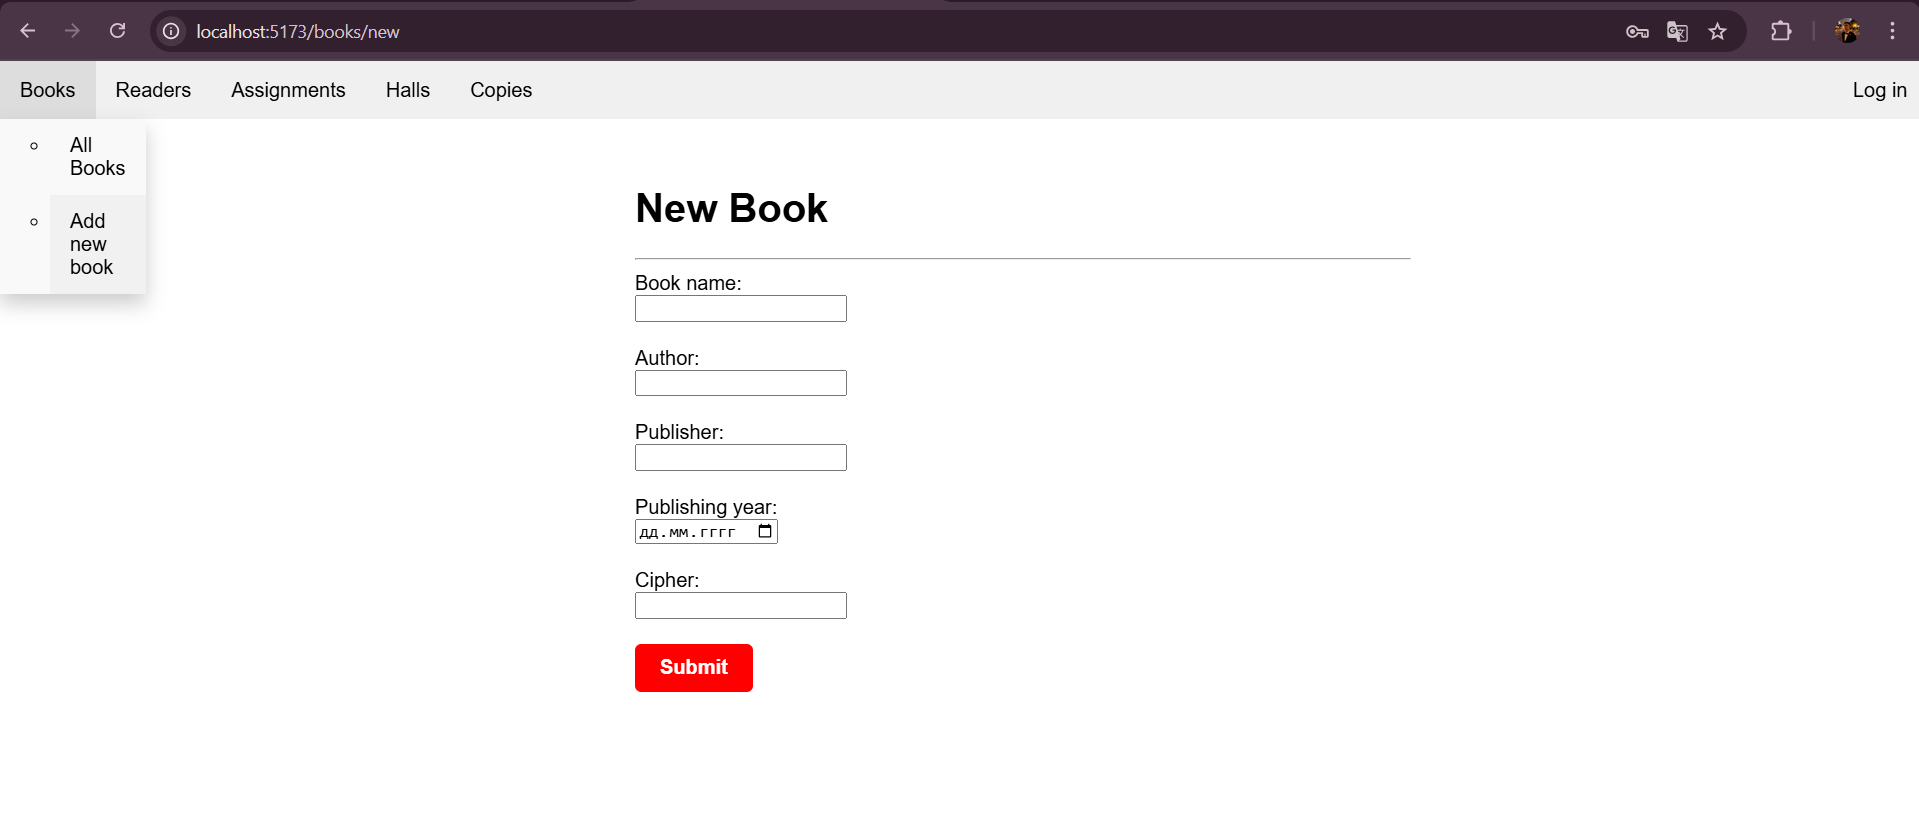 localhost:5173/books/new
Books Readers Assignments Halls Copies Log in
All
Books
Add
new
book
New Book
Book name:
Author:
Publisher:
Publishing year:
дд.мм.гггг
Cipher:
Submit